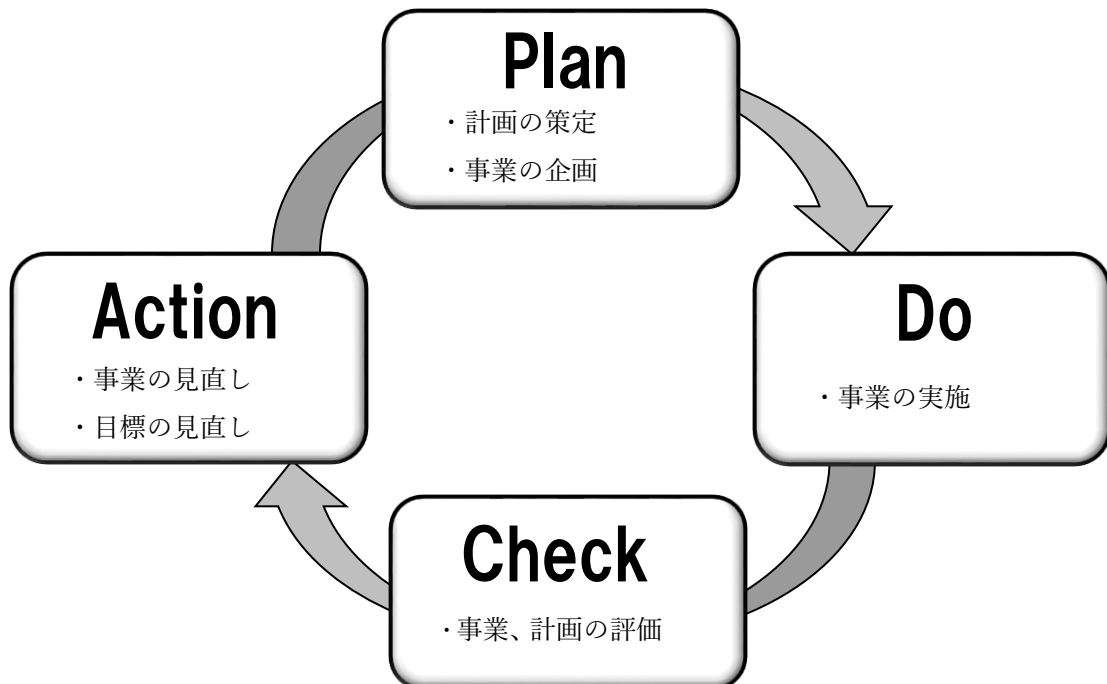 Plan
・計画の策定
・事業の企画
Do
・事業の実施
Check
・事業、計画の評価
Action
・事業の見直し
・目標の見直し